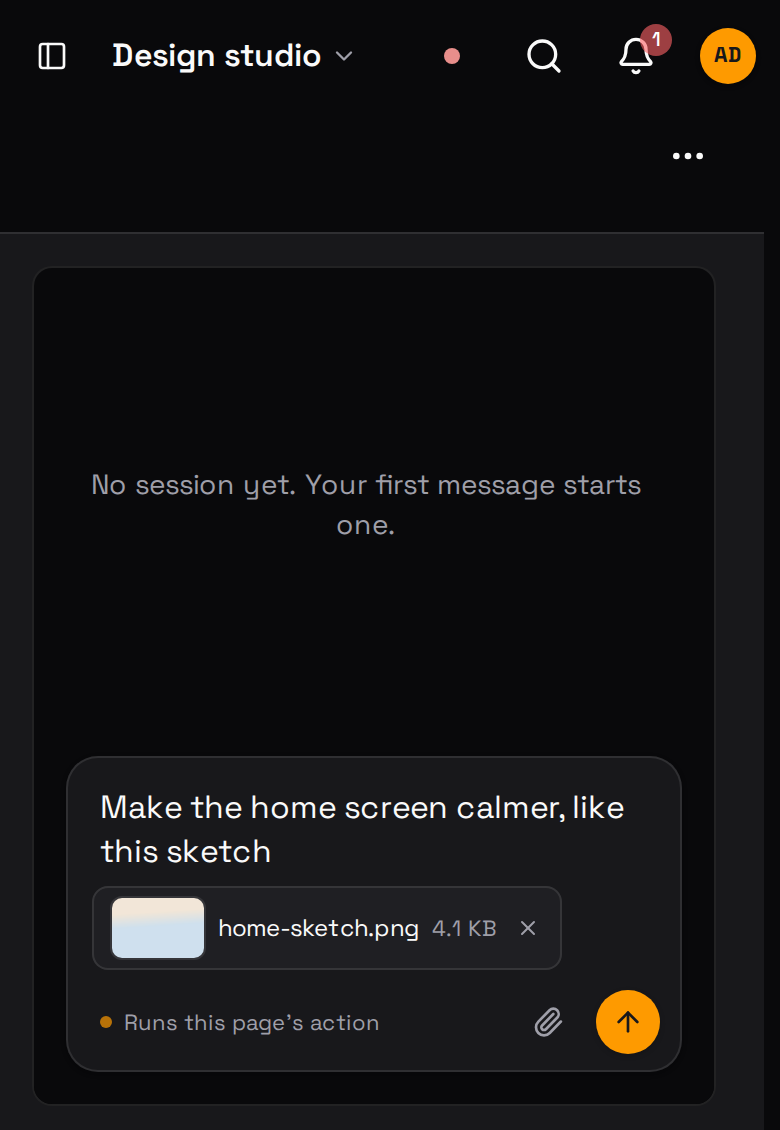 Design studio
1
AD
No session yet. Your first message starts
one.
Make the home screen calmer, like
this sketch
home-sketch.png 4.1 KB
Runs this page's action